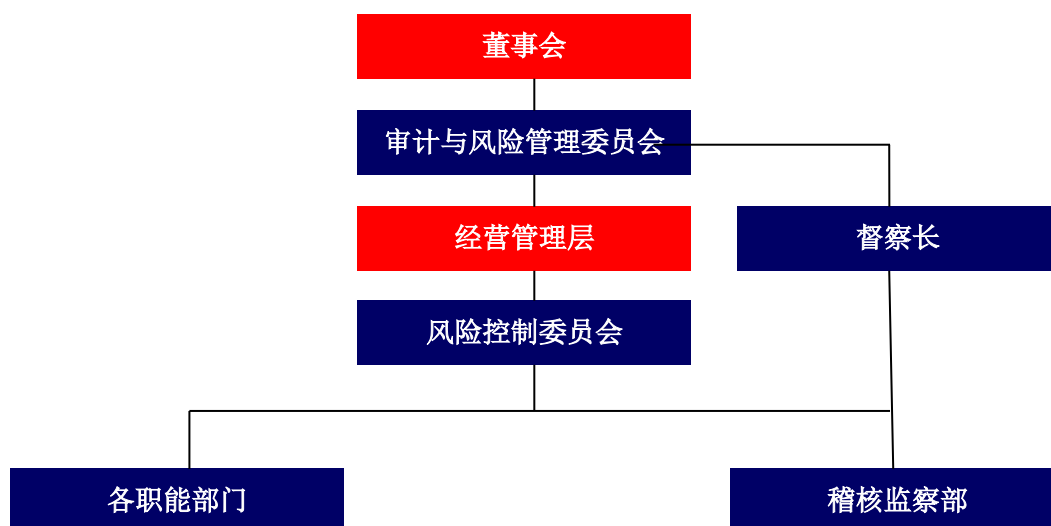 董事会
审计与风险管理委员会
经营管理层
督察长
风险控制委员会
各职能部门
稽核监察部